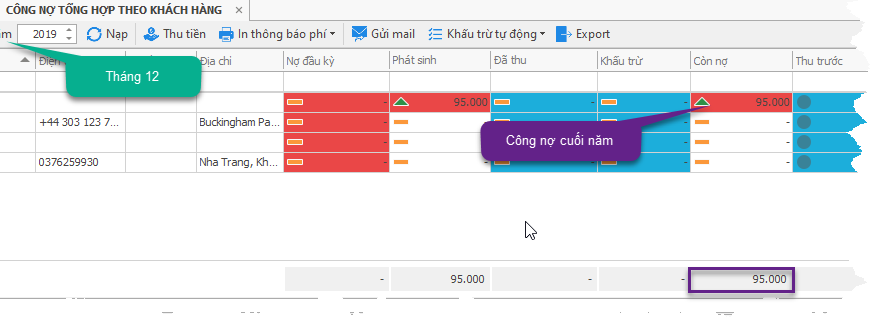 CÔNG NỢ TỔNG HỢP THEO KHÁCH HÀNG ×
2019 Nạp Thu tiền In thông báo phí Gửi mail Khấu trừ tự động Export
Tháng 12
Địa chỉ Nợ đầu kỳ Phát sinh Đã thu Khấu trừ Còn nợ Thu trước
- 95.000 - - 95.000 -
+44 303 123 7... Buckingham Pa... - - -
Công nợ cuối năm
- -
0376259930 Nha Trang, Kh... - - - - -
- 95.000 - - 95.000